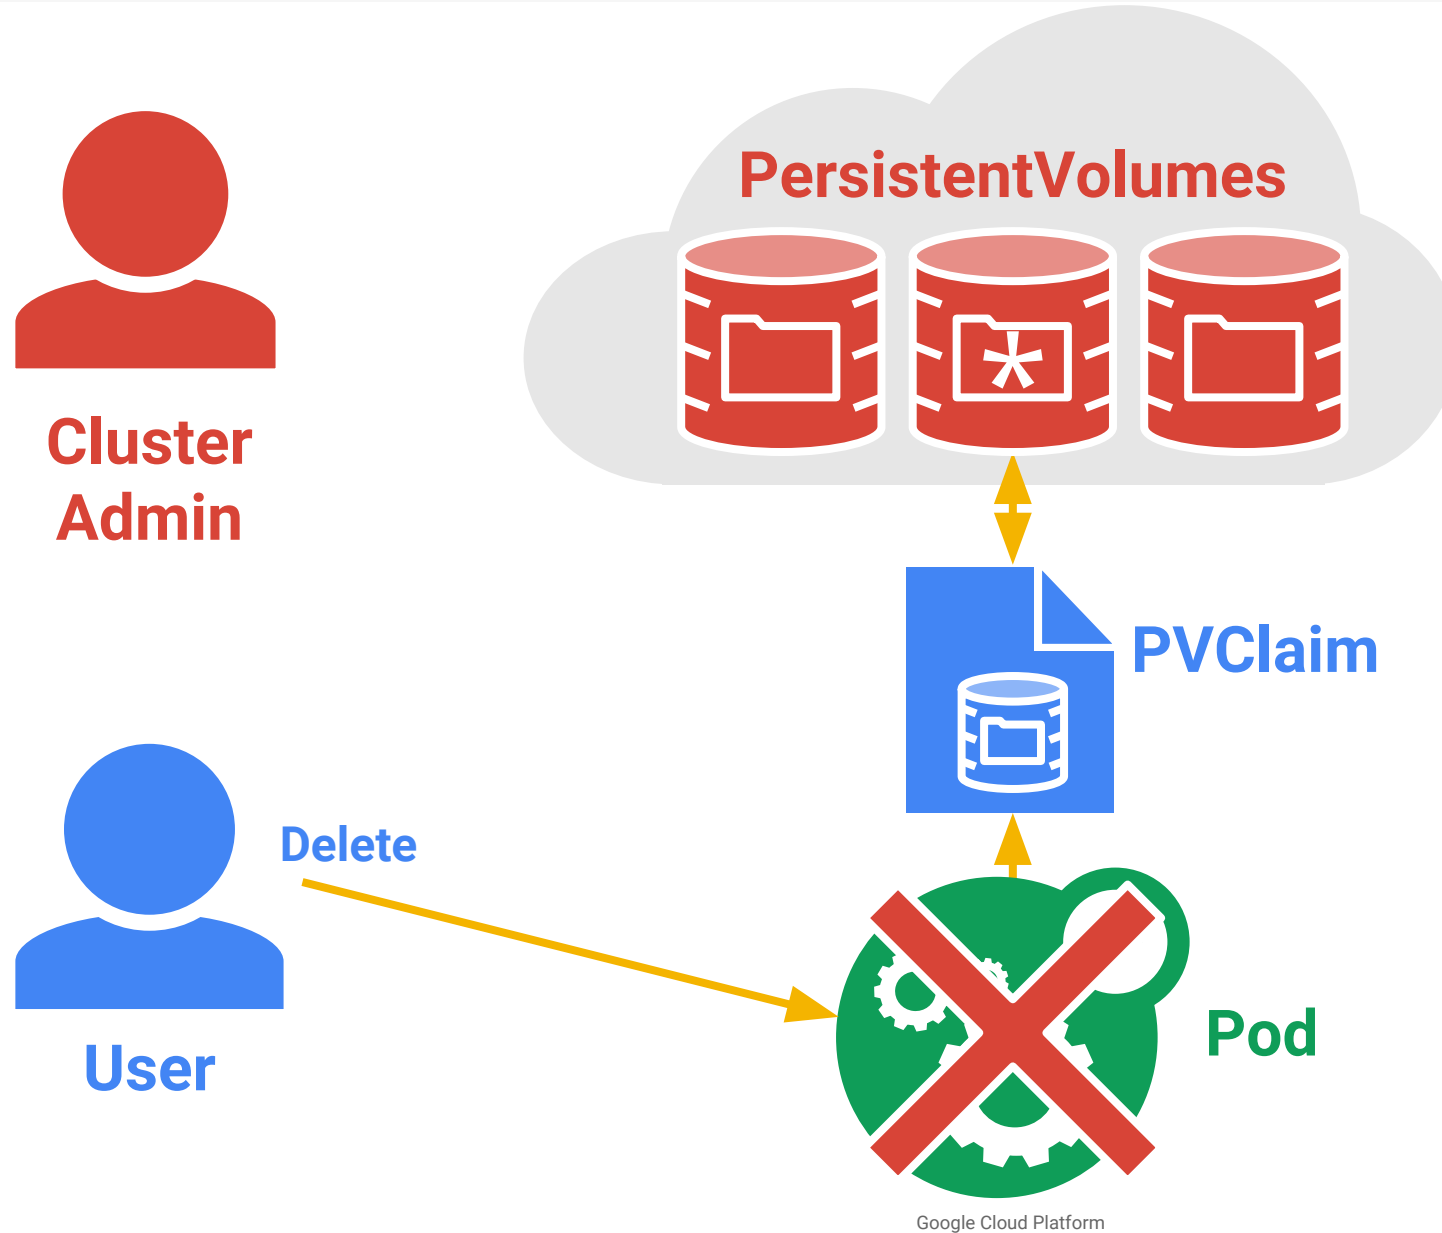 PersistentVolumes
Cluster
Admin
PVClaim
Delete
Pod
User
Google Cloud Platform